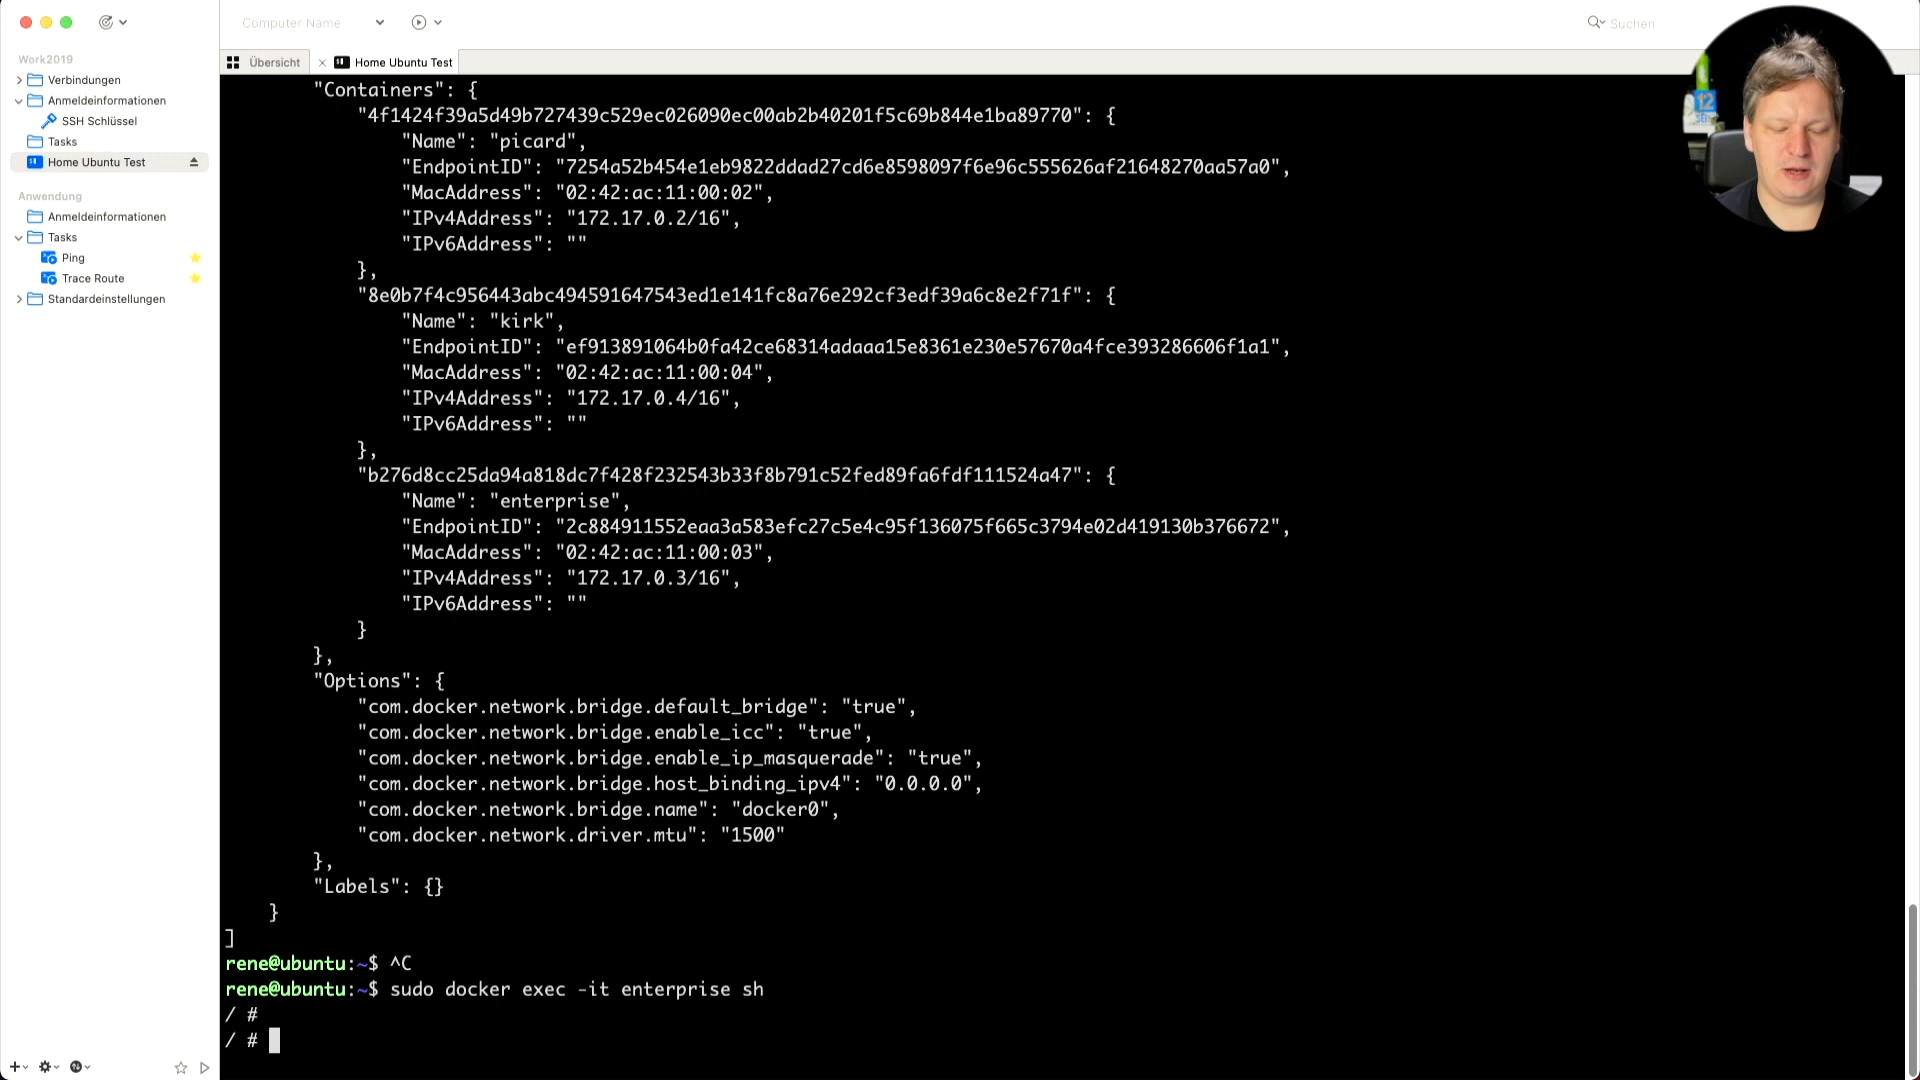 Computer Name
Suchen
Work2019
Verbindungen
Anmeldeinformationen
SSH Schlüssel
Tasks
Home Ubuntu Test
Anwendung
Anmeldeinformationen
Tasks
Ping
Trace Route
Standardeinstellungen
Übersicht
Home Ubuntu Test
"Containers": {
"4f1424f39a5d49b727439c529ec026090ec00ab2b40201f5c69b844e1ba89770": {
"Name": "picard",
"EndpointID": "7254a52b454e1eb9822ddad27cd6e8598097f6e96c555626af21648270aa57a0",
"MacAddress": "02:42:ac:11:00:02",
"IPv4Address": "172.17.0.2/16",
"IPv6Address": ""
},
"8e0b7f4c956443abc494591647543ed1e141fc8a76e292cf3edf39a6c8e2f71f": {
"Name": "kirk",
"EndpointID": "ef913891064b0fa42ce68314adaaa15e8361e230e57670a4fce393286606f1a1",
"MacAddress": "02:42:ac:11:00:04",
"IPv4Address": "172.17.0.4/16",
"IPv6Address": ""
},
"b276d8cc25da94a818dc7f428f232543b33f8b791c52fed89fa6fdf111524a47": {
"Name": "enterprise",
"EndpointID": "2c884911552eaa3a583efc27c5e4c95f136075f665c3794e02d419130b376672",
"MacAddress": "02:42:ac:11:00:03",
"IPv4Address": "172.17.0.3/16",
"IPv6Address": ""
}
},
"Options": {
"com.docker.network.bridge.default_bridge": "true",
"com.docker.network.bridge.enable_icc": "true",
"com.docker.network.bridge.enable_ip_masquerade": "true",
"com.docker.network.bridge.host_binding_ipv4": "0.0.0.0",
"com.docker.network.bridge.name": "docker0",
"com.docker.network.driver.mtu": "1500"
},
"Labels": {}
}
]
rene@ubuntu:~$ ^C
rene@ubuntu:~$ sudo docker exec -it enterprise sh
/ #
/ #
12